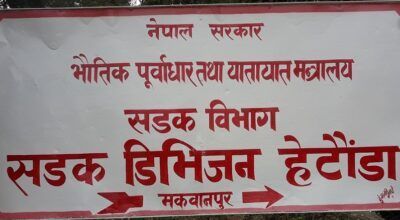 नेपाल सरकार
भौतिक पूर्वाधार तथा यातायात मन्त्रालय
सडक विभाग
सडक डिभिजन हेटौंडा
मकवानपुर